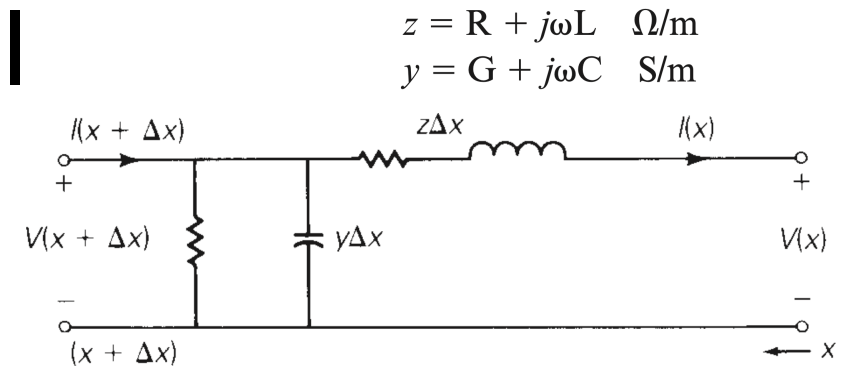 z = R + jωL Ω/m
y = G + jωC S/m
I(x + Δx)
zΔx
I(x)
+
+
V(x + Δx)
yΔx
V(x)
−
−
(x + Δx)
x